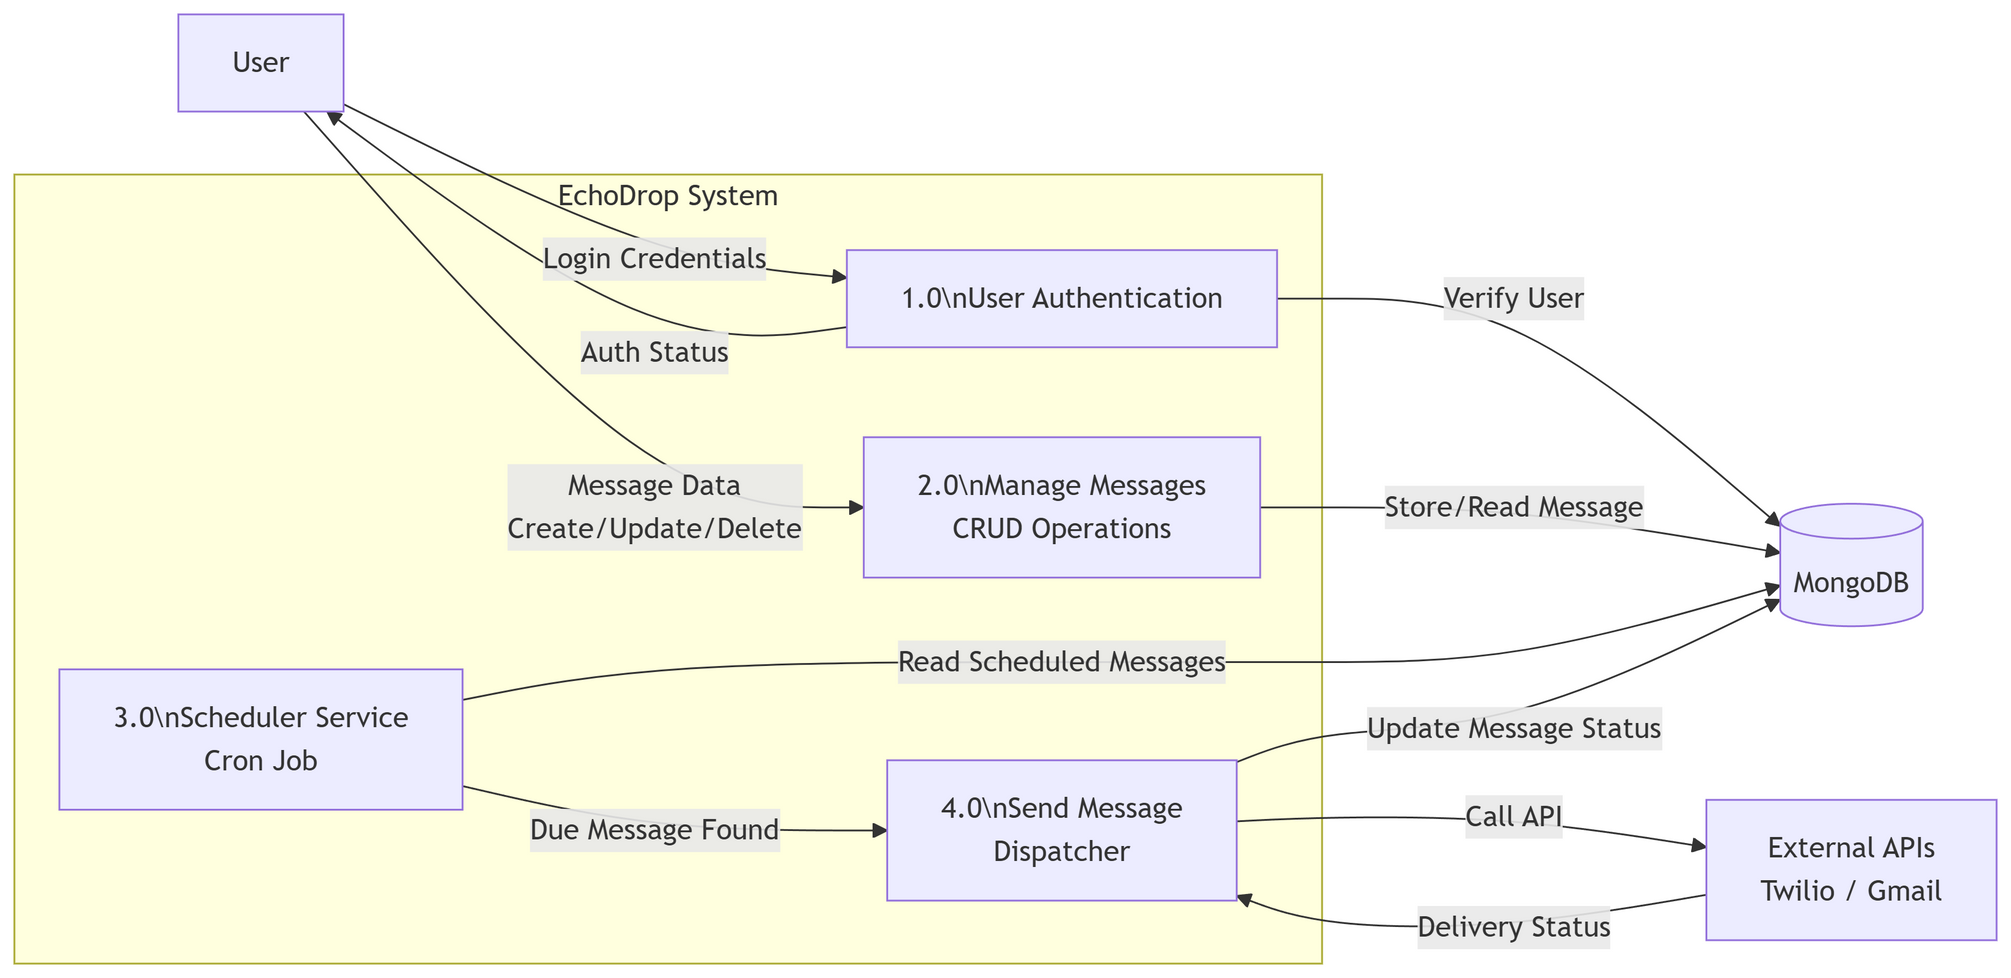 User
EchoDrop System
Login Credentials
1.0\nUser Authentication
Verify User
Auth Status
Message Data
Create/Update/Delete
2.0\nManage Messages
CRUD Operations
Store/Read Message
MongoDB
Read Scheduled Messages
3.0\nScheduler Service
Cron Job
Update Message Status
Due Message Found
4.0\nSend Message
Dispatcher
Call API
External APIs
Twilio / Gmail
Delivery Status